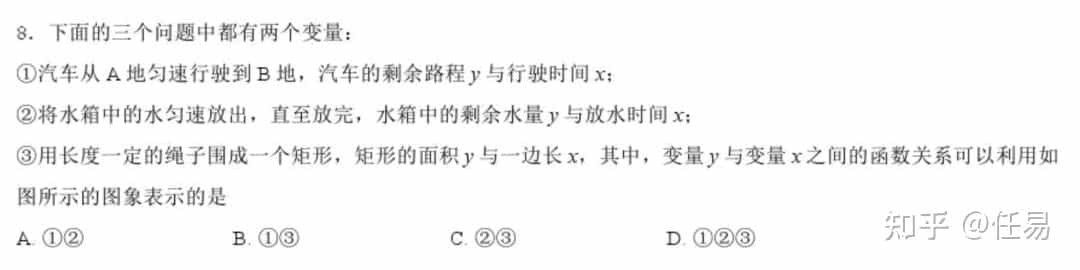 8. 下面的三个问题中都有两个变量：
①汽车从 A 地匀速行驶到 B 地，汽车的剩余路程 y 与行驶时间 x；
②将水箱中的水匀速放出，直至放完，水箱中的剩余水量 y 与放水时间 x；
③用长度一定的绳子围成一个矩形，矩形的面积 y 与一边长 x，其中，变量 y 与变量 x 之间的函数关系可以利用如
图所示的图象表示的是
A. ①② B. ①③ C. ②③ D. ①②③
知乎 @任易